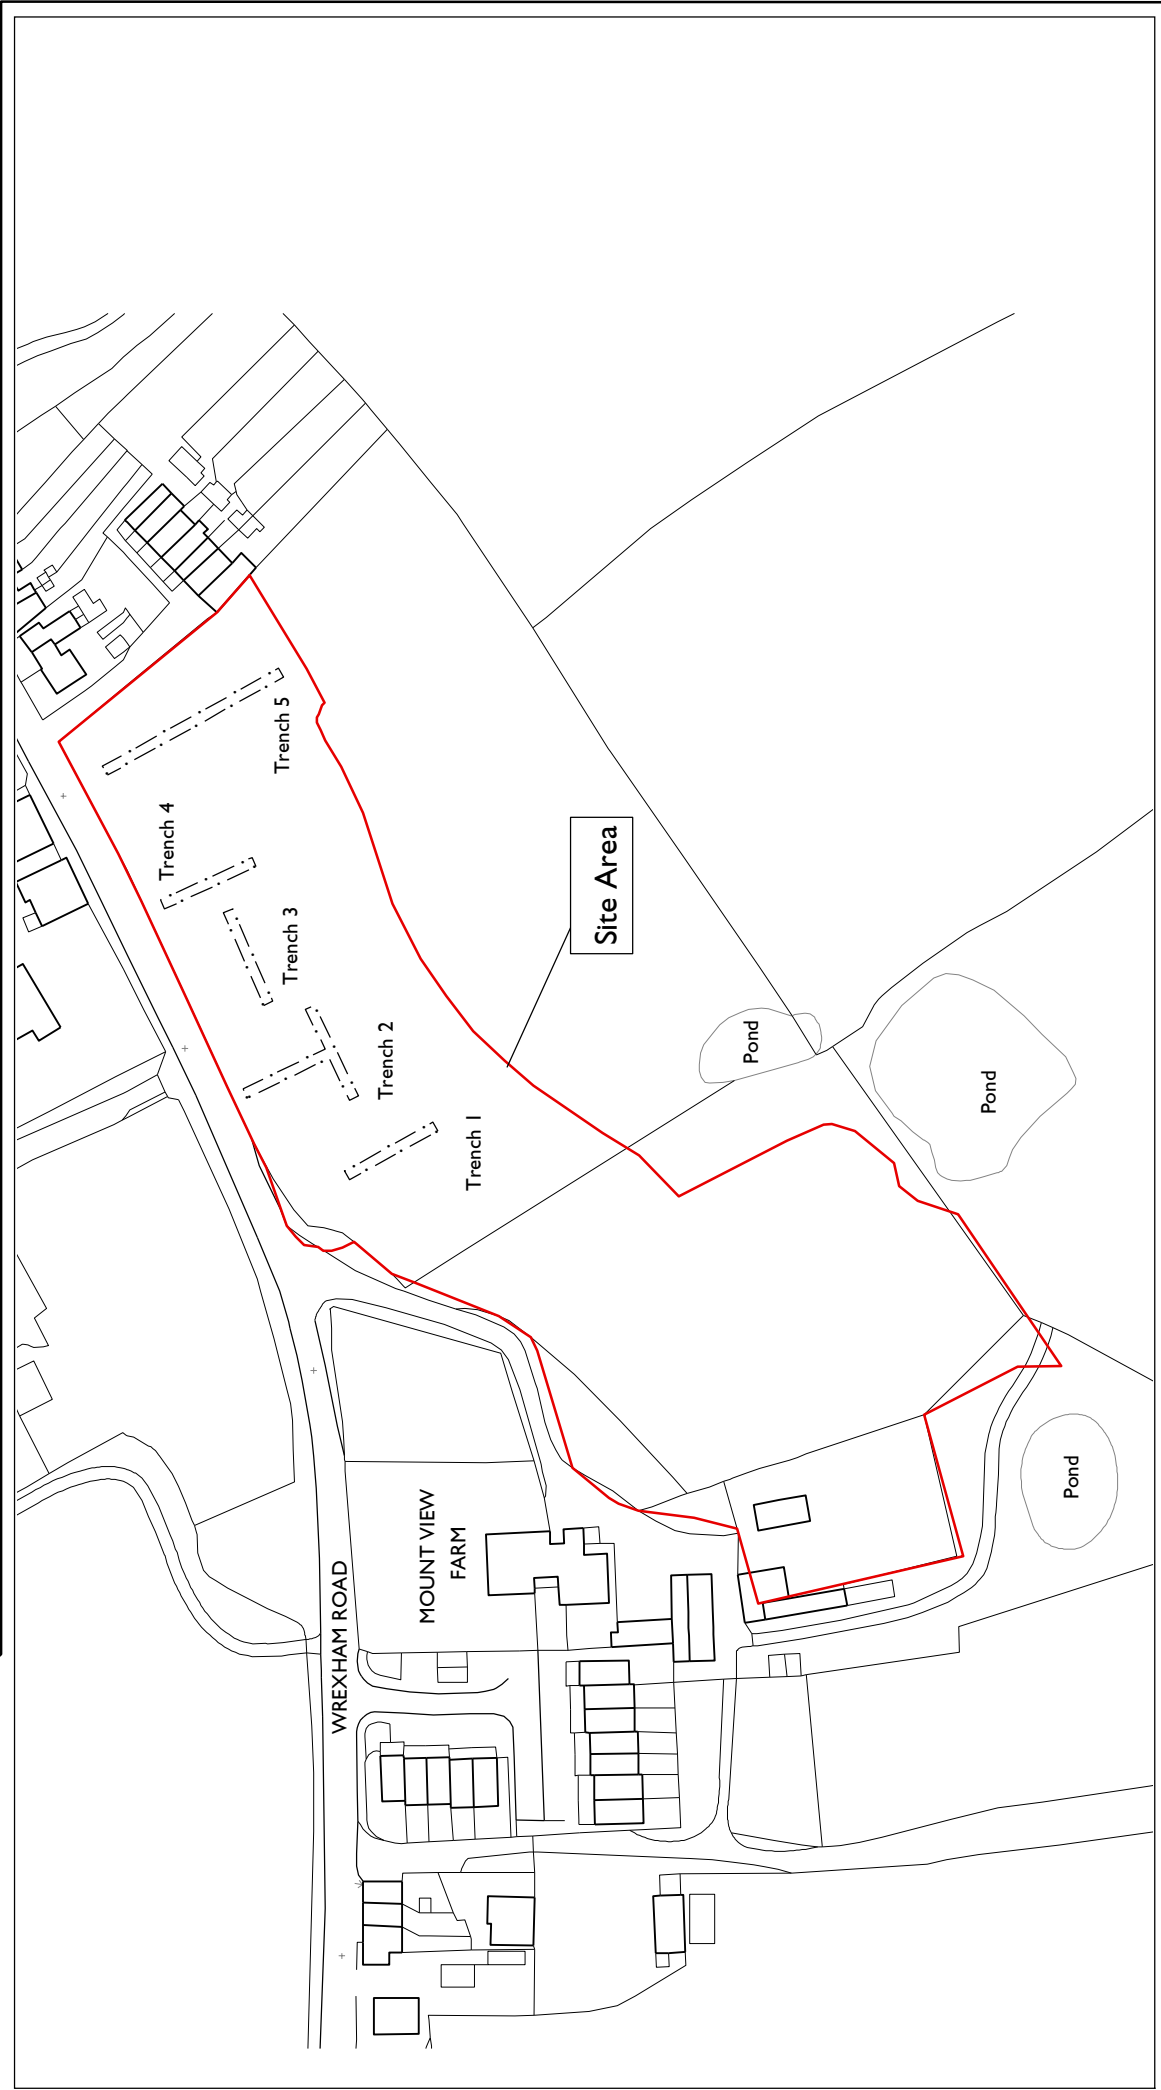 WREXHAM ROAD
MOUNT VIEW
FARM
Trench 1
Trench 2
Trench 3
Trench 4
Trench 5
Site Area
Pond
Pond
Pond